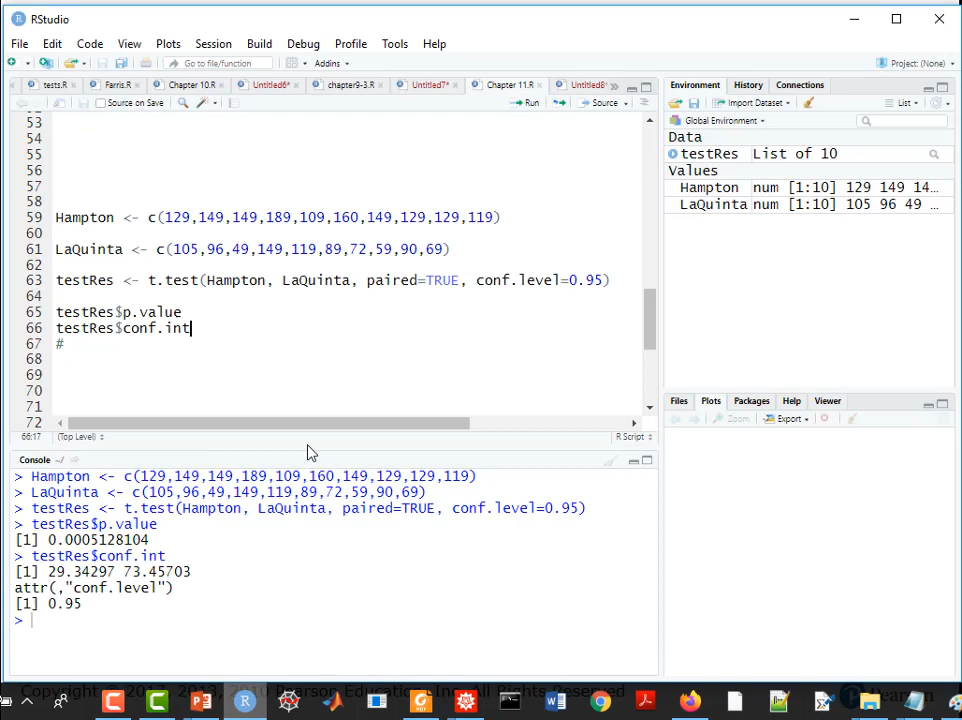 RStudio
File Edit Code View Plots Session Build Debug Profile Tools Help
Go to file/function Addins Project: (None)
tests.R Farris.R Chapter 10.R Untitled6* chapter9-3.R Untitled7* Chapter 11.R Untitled8*
Source on Save Run Source
53
54
55
56
57
58
59 Hampton <- c(129,149,149,189,109,160,149,129,129,119)
60
61 LaQuinta <- c(105,96,49,149,119,89,72,59,90,69)
62
63 testRes <- t.test(Hampton, LaQuinta, paired=TRUE, conf.level=0.95)
64
65 testRes$p.value
66 testRes$conf.int
67 #
68
69
70
71
72
66:17 (Top Level) R Script
Console ~/
> Hampton <- c(129,149,149,189,109,160,149,129,129,119)
> LaQuinta <- c(105,96,49,149,119,89,72,59,90,69)
> testRes <- t.test(Hampton, LaQuinta, paired=TRUE, conf.level=0.95)
> testRes$p.value
[1] 0.0005128104
> testRes$conf.int
[1] 29.34297 73.45703
attr(,"conf.level")
[1] 0.95
>
Environment History Connections
Import Dataset List
Global Environment
Data
testRes List of 10
Values
Hampton num [1:10] 129 149 14…
LaQuinta num [1:10] 105 96 49 …
Files Plots Packages Help Viewer
Zoom Export